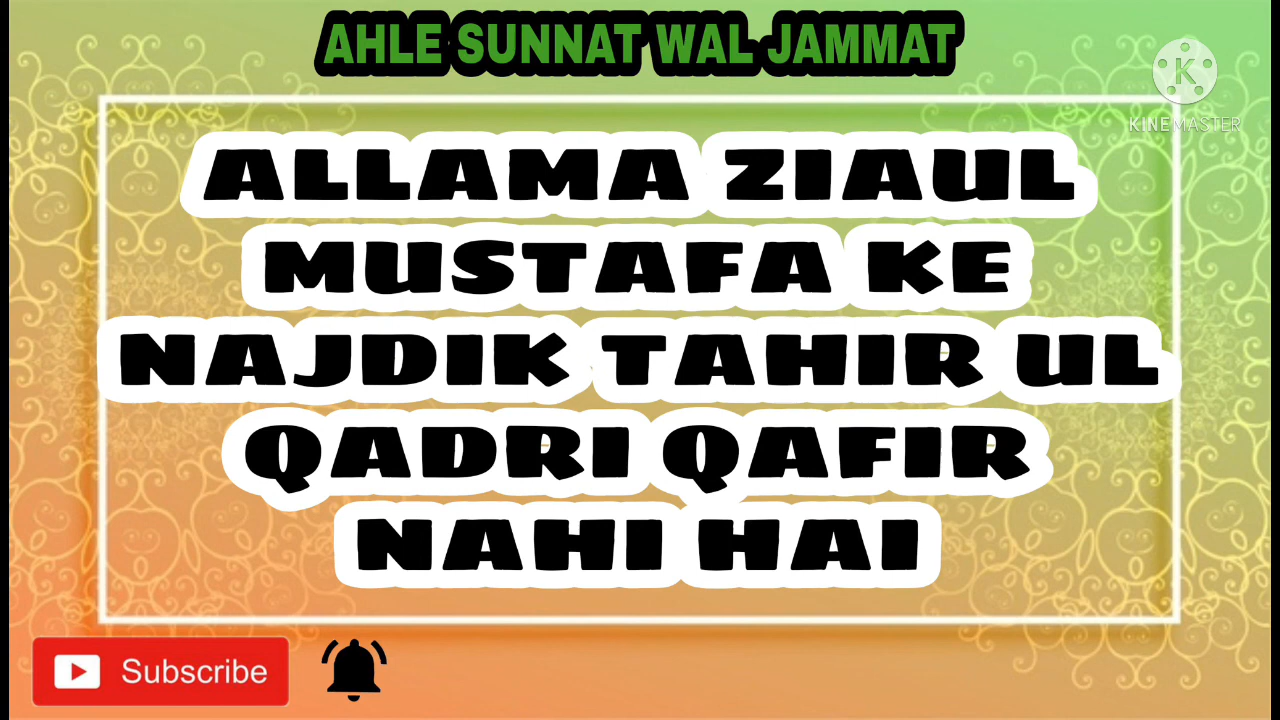 AHLE SUNNAT WAL JAMMAT
K
KINEMASTER
ALLAMA ZIAUL
MUSTAFA KE
NAJDIK TAHIR UL
QADRI QAFIR
NAHI HAI
Subscribe